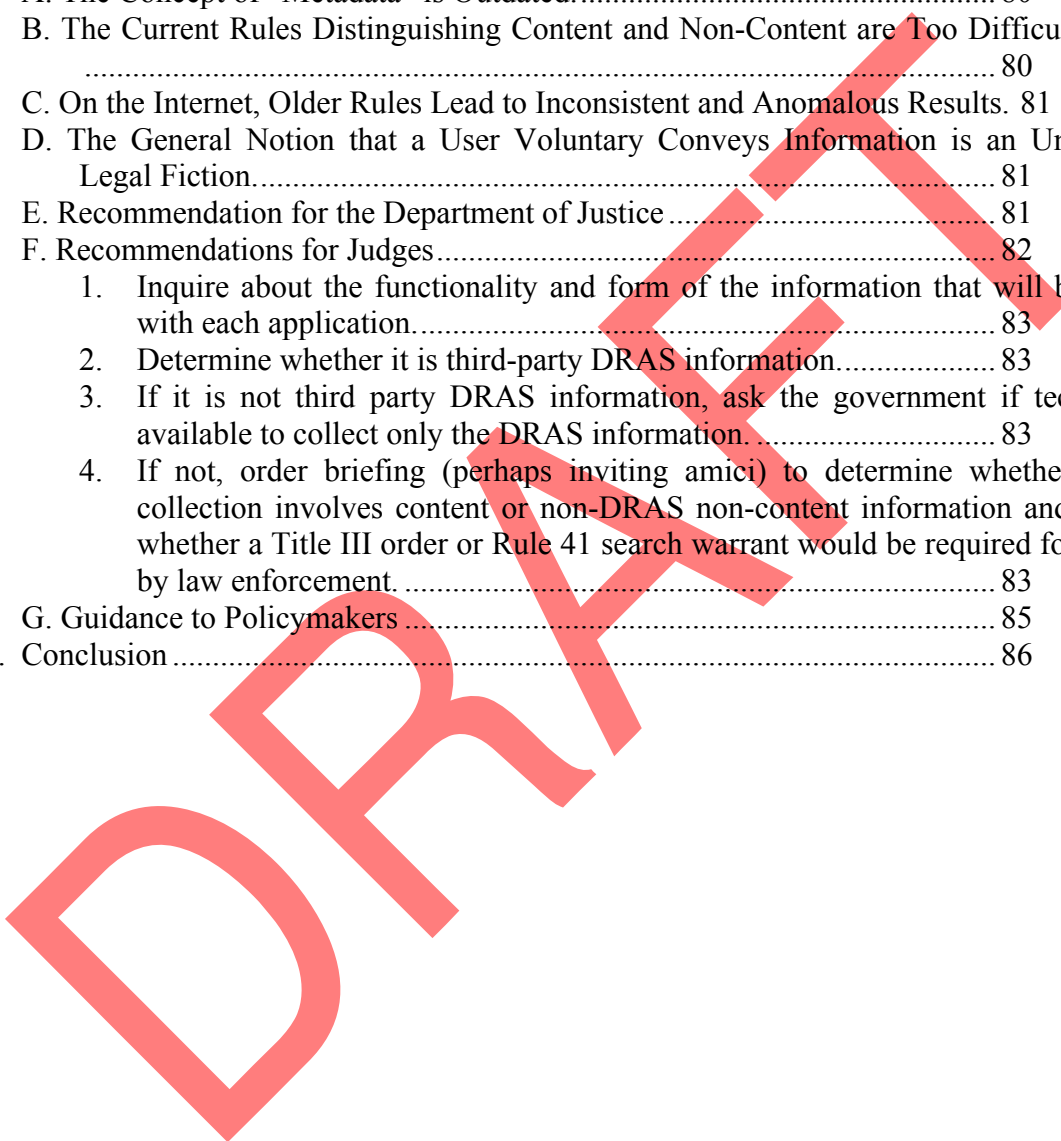 A. The Concept of “Metadata” is Outdated. 80
B. The Current Rules Distinguishing Content and Non-Content are Too
80
C. On the Internet, Older Rules Lead to Inconsistent and Anomalous Results. 81
D. The General Notion that a User Voluntary Conveys Information is an
Legal Fiction. 81
E. Recommendation for the Department of Justice 81
F. Recommendations for Judges 82
1. Inquire about the functionality and form of the information that will
with each application. 83
2. Determine whether it is third-party DRAS information. 83
3. If it is not third party DRAS information, ask the government if
available to collect only the DRAS information. 83
4. If not, order briefing (perhaps inviting amici) to determine
collection involves content or non-DRAS non-content information
whether a Title III order or Rule 41 search warrant would be required
by law enforcement. 83
G. Guidance to Policymakers 85
Conclusion 86
DRAFT